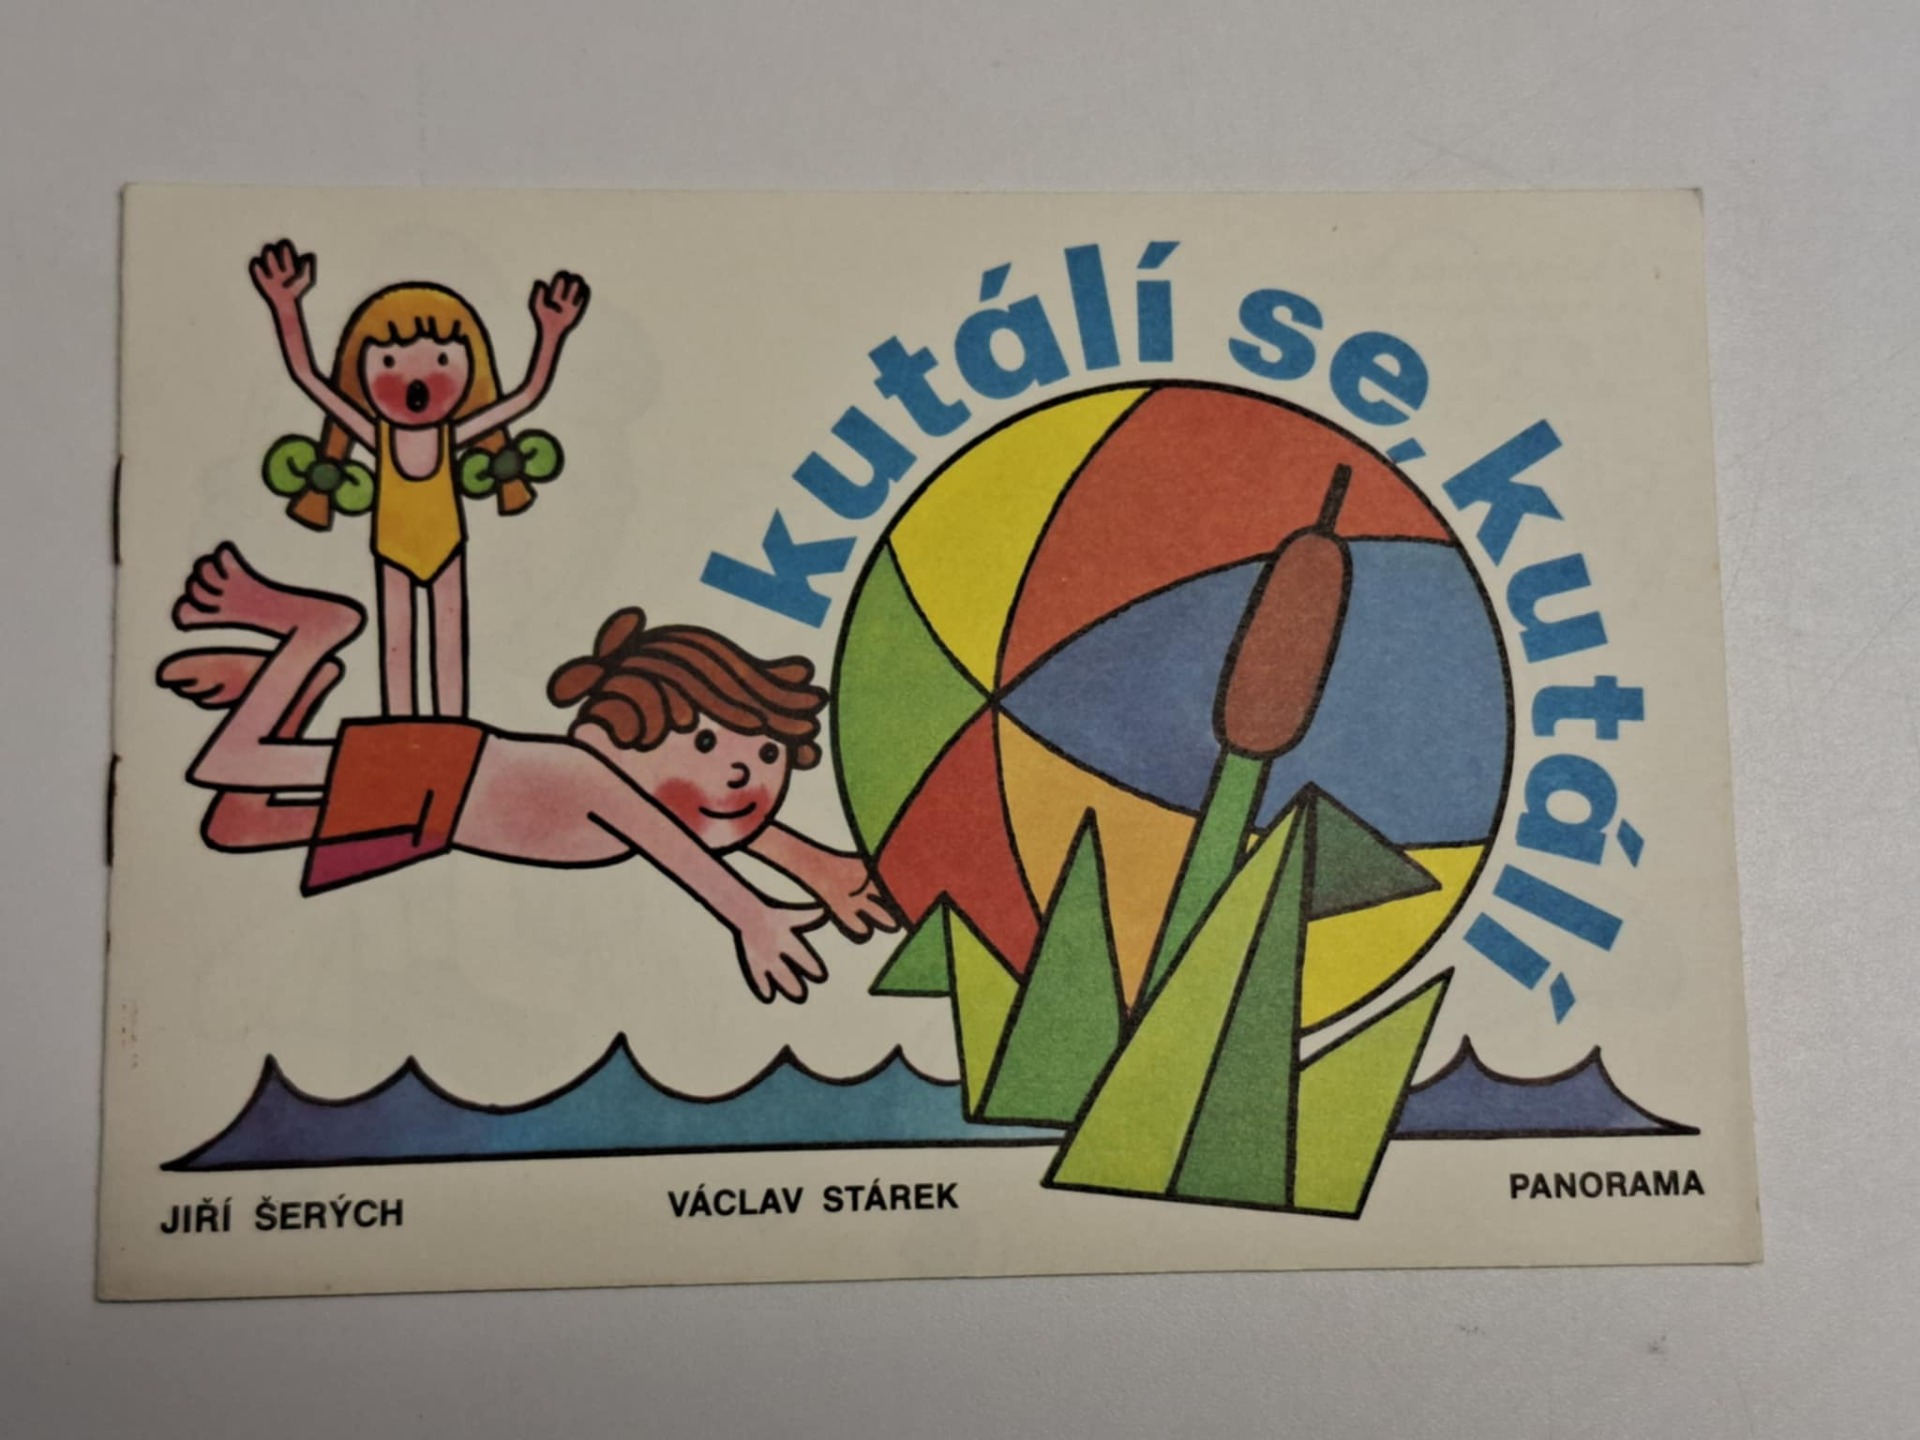 kutálí se, kutálí
JIŘÍ ŠERÝCH
VÁCLAV STÁREK
PANORAMA